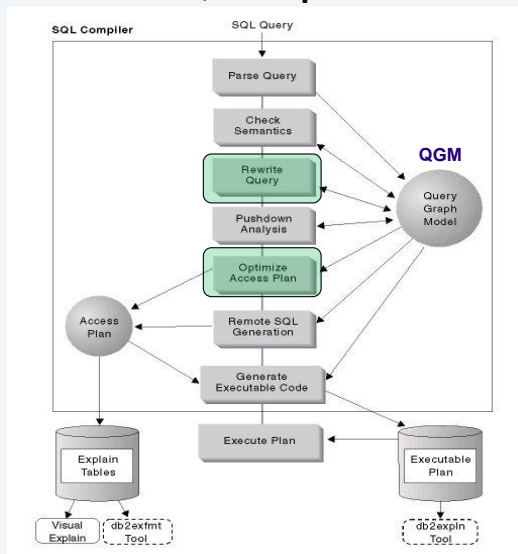 SQL Query
SQL Compiler
Parse Query
Check
Semantics
QGM
Rewrite
Query
Query
Graph
Model
Pushdown
Analysis
Optimize
Access Plan
Access
Plan
Remote SQL
Generation
Generate
Executable Code
Execute Plan
Explain
Tables
Executable
Plan
Visual
Explain
db2exfmt
Tool
db2expln
Tool